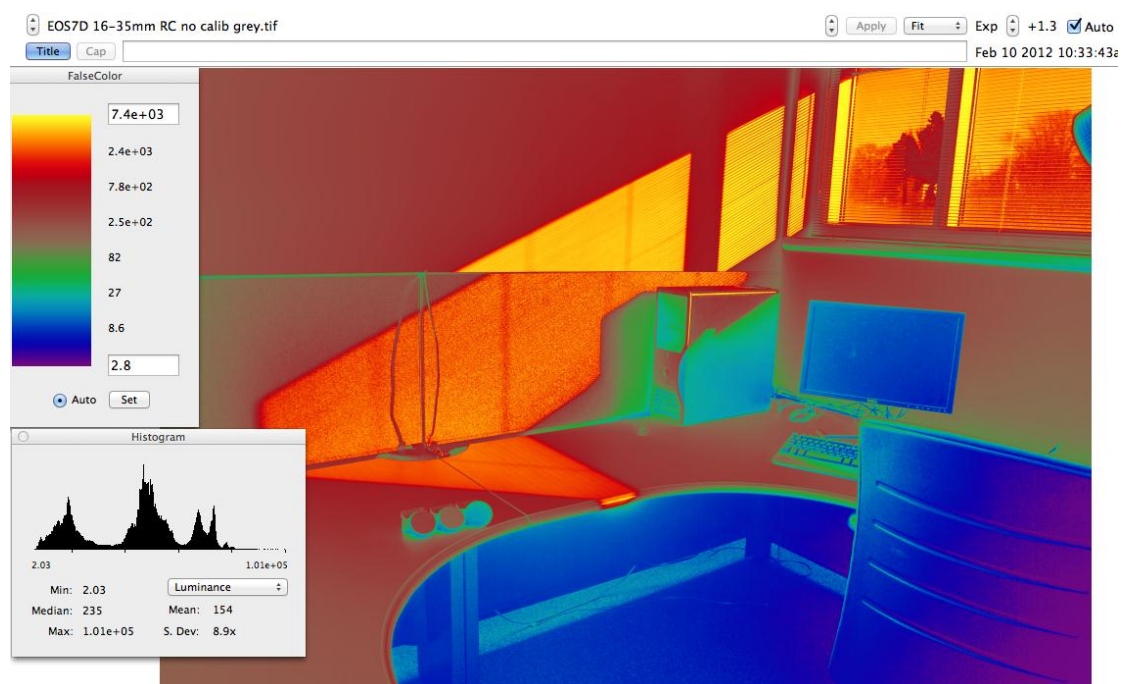 EOS7D 16-35mm RC no calib grey.tif
Apply Fit Exp +1.3 Auto
Title Cap
Feb 10 2012 10:33:43a
FalseColor
7.4e+03
2.4e+03
7.8e+02
2.5e+02
82
27
8.6
2.8
Auto Set
Histogram
2.03 1.01e+05
Min: 2.03 Luminance
Median: 235 Mean: 154
Max: 1.01e+05 S. Dev: 8.9x